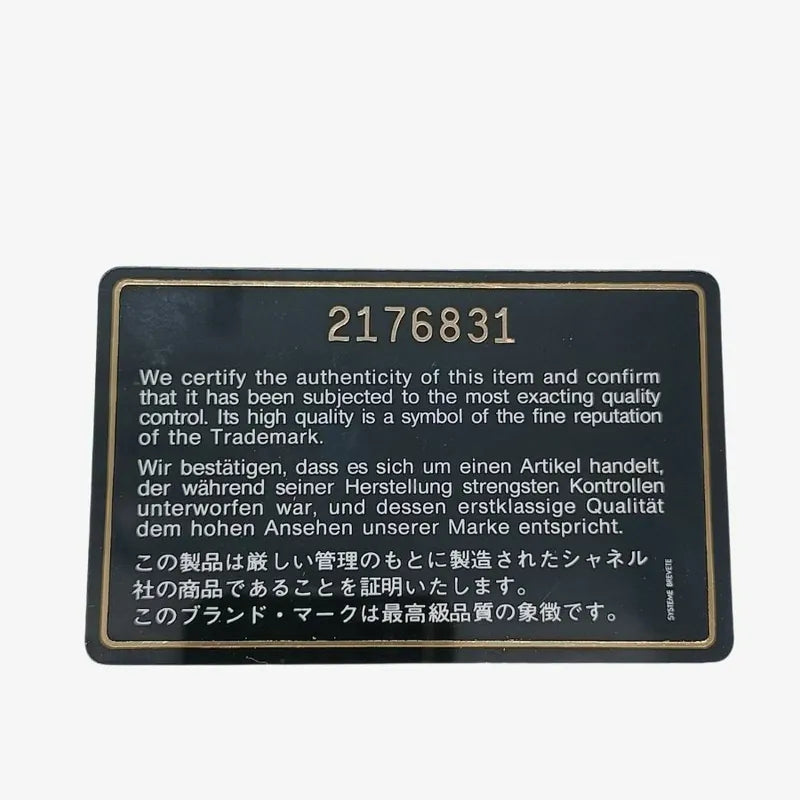 2176831
We certify the authenticity of this item and confirm
that it has been subjected to the most exacting quality
control. Its high quality is a symbol of the fine reputation
of the Trademark.
Wir bestätigen, dass es sich um einen Artikel handelt,
der während seiner Herstellung strengsten Kontrollen
unterworfen war, und dessen erstklassige Qualität
dem hohen Ansehen unserer Marke entspricht.
この製品は厳しい管理のもとに製造されたシャネル
社の商品であることを証明いたします。
このブランド・マークは最高級品質の象徴です。
SYSTEME BREVETE